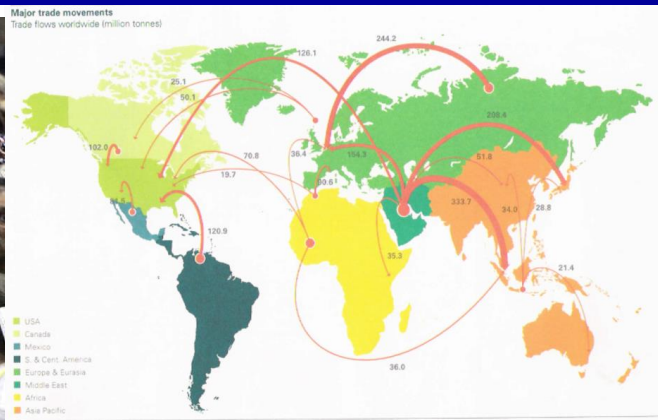 Major trade movements
Trade flows worldwide (million tonnes)
244.2
126.1
25.1
50.1
208.4
102.0
36.4
154.3
51.8
70.8
19.7
333.7
34.0
28.8
120.9
35.3
21.4
36.0
USA
Canada
Mexico
S. & Cent. America
Europe & Eurasia
Middle East
Africa
Asia Pacific